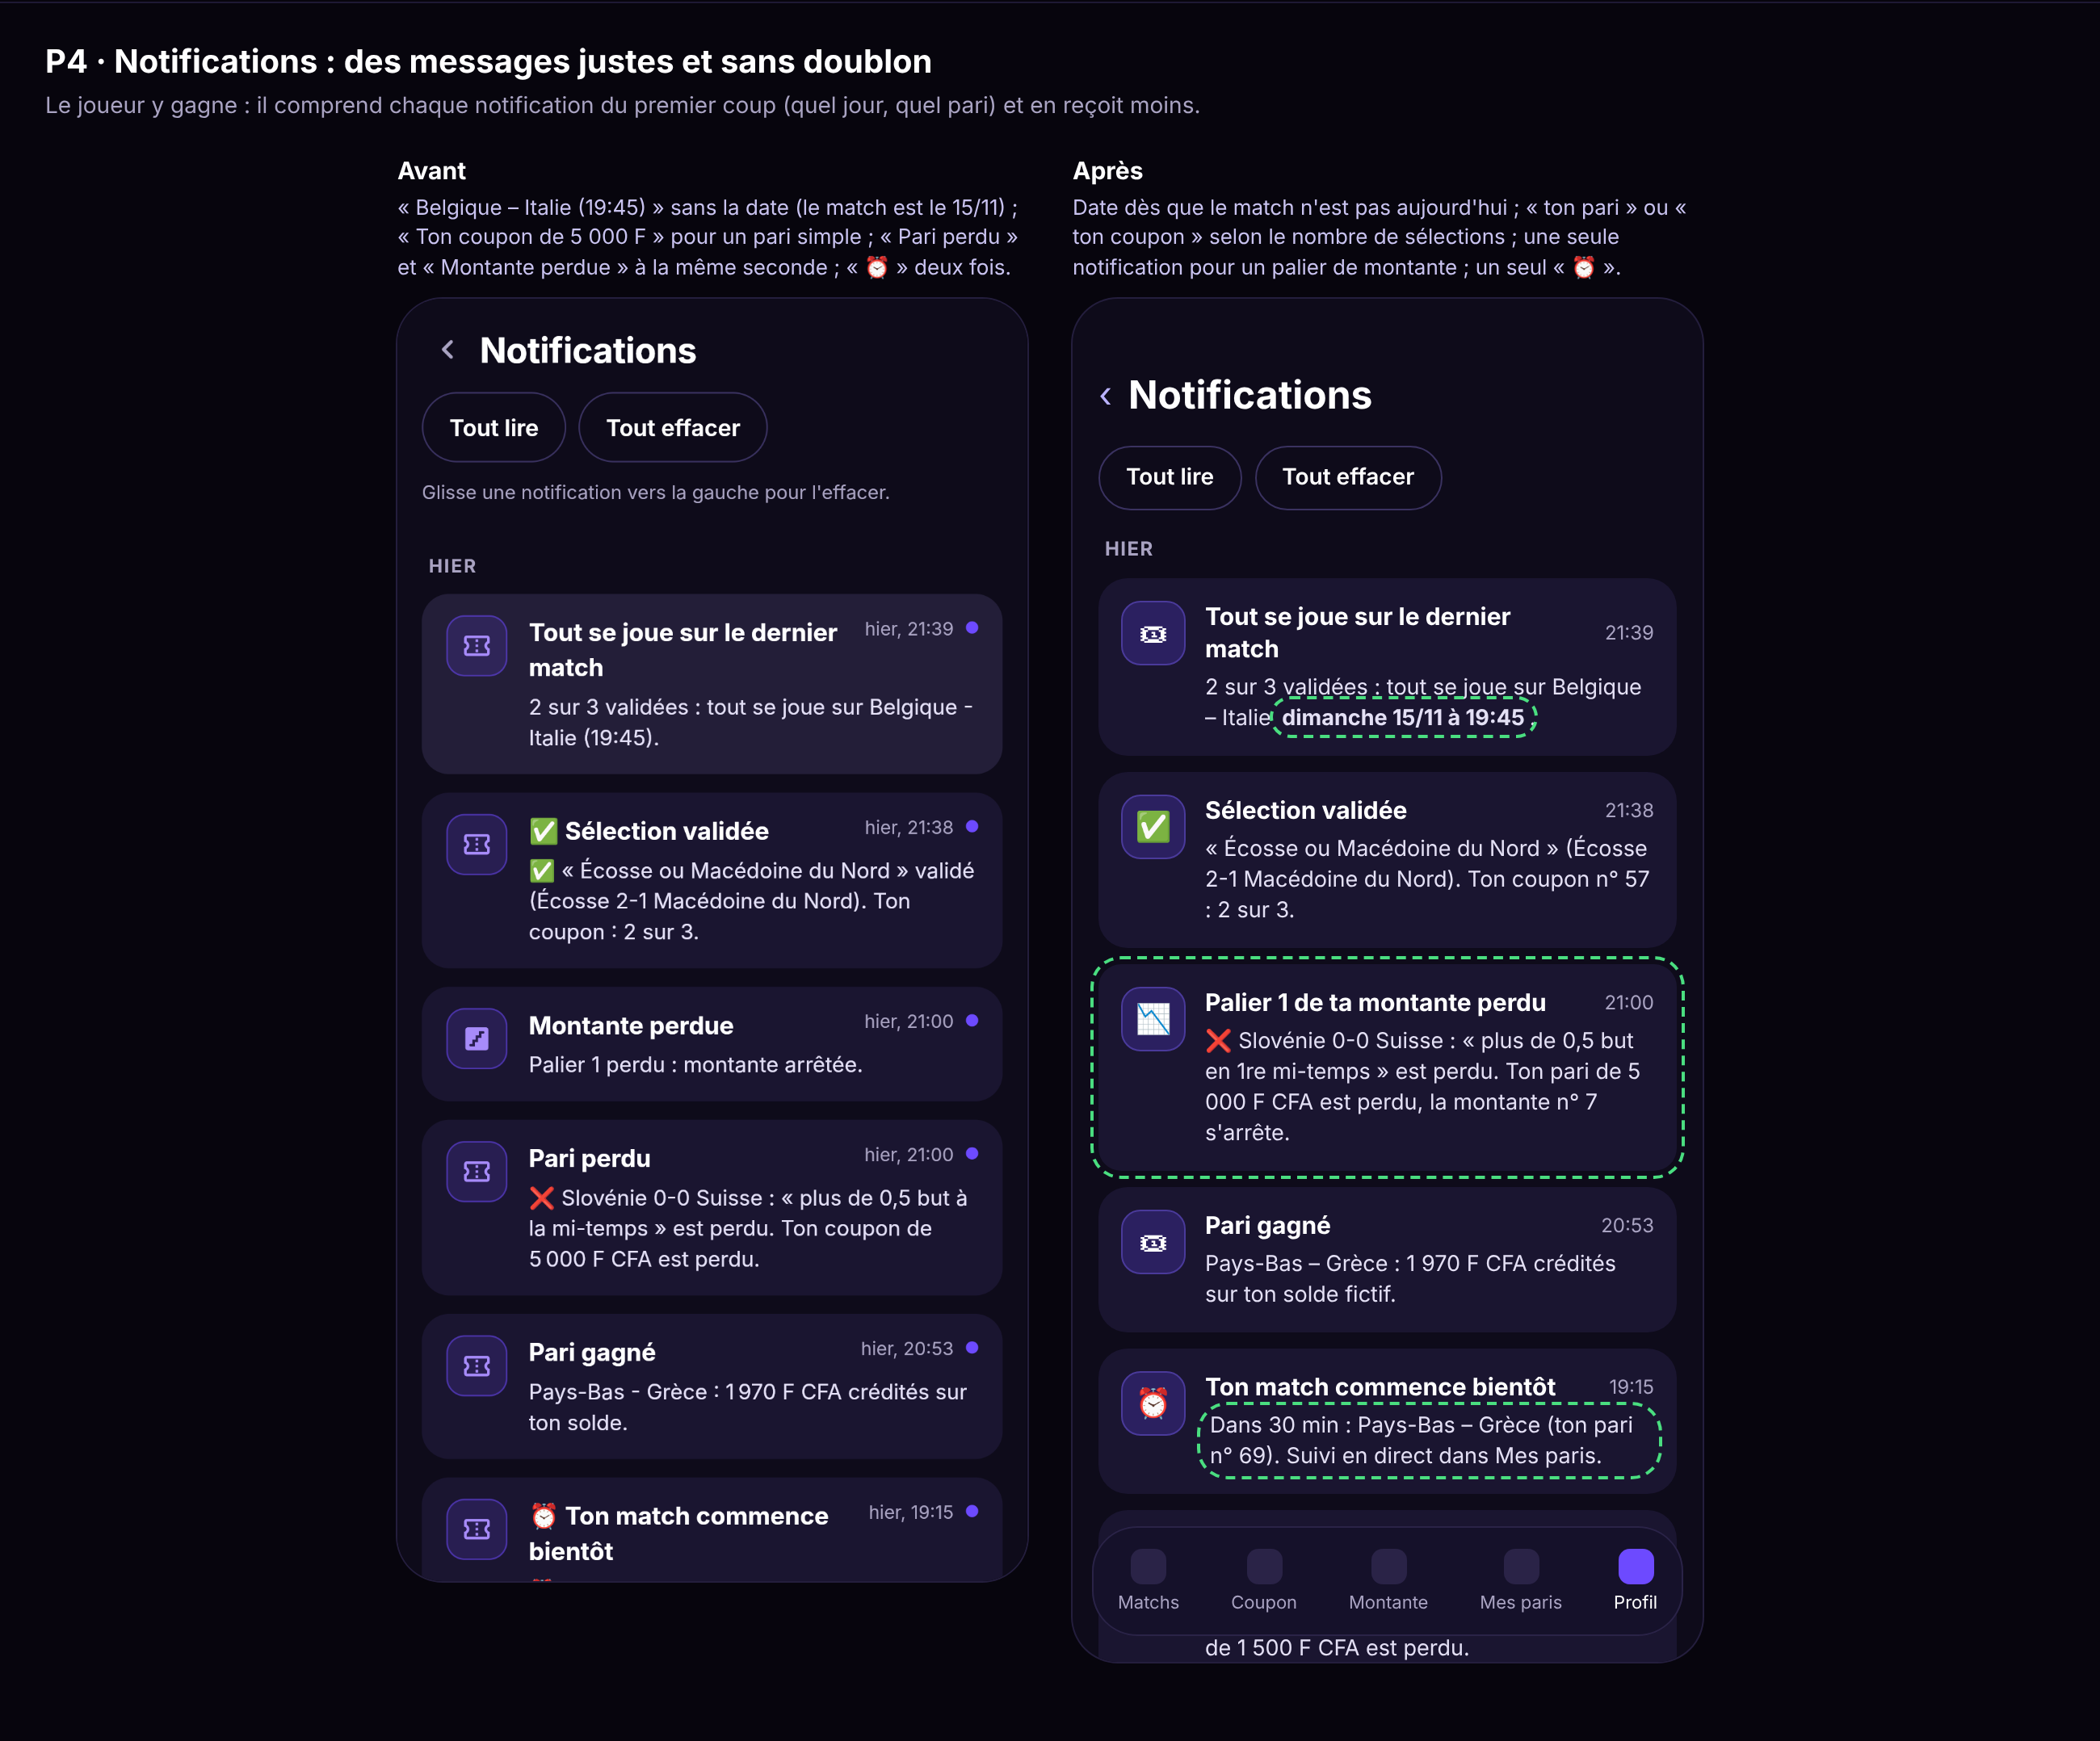 P4 · Notifications : des messages justes et sans doublon
Le joueur y gagne : il comprend chaque notification du premier coup (quel jour, quel pari) et en reçoit moins.
Avant
« Belgique – Italie (19:45) » sans la date (le match est le 15/11) ;
« Ton coupon de 5 000 F » pour un pari simple ; « Pari perdu »
et « Montante perdue » à la même seconde ; « ⏰ » deux fois.
Notifications
Tout lire
Tout effacer
Glisse une notification vers la gauche pour l'effacer.
HIER
Tout se joue sur le dernier
match
hier, 21:39
2 sur 3 validées : tout se joue sur Belgique -
Italie (19:45).
✅ Sélection validée
hier, 21:38
✅ « Écosse ou Macédoine du Nord » validé
(Écosse 2-1 Macédoine du Nord). Ton
coupon : 2 sur 3.
Montante perdue
hier, 21:00
Palier 1 perdu : montante arrêtée.
Pari perdu
hier, 21:00
❌ Slovénie 0-0 Suisse : « plus de 0,5 but à
la mi-temps » est perdu. Ton coupon de
5 000 F CFA est perdu.
Pari gagné
hier, 20:53
Pays-Bas - Grèce : 1 970 F CFA crédités sur
ton solde.
⏰ Ton match commence
bientôt
hier, 19:15
Après
Date dès que le match n'est pas aujourd'hui ; « ton pari » ou «
ton coupon » selon le nombre de sélections ; une seule
notification pour un palier de montante ; un seul « ⏰ ».
‹ Notifications
Tout lire
Tout effacer
HIER
Tout se joue sur le dernier
match
21:39
2 sur 3 validées : tout se joue sur Belgique
– Italie dimanche 15/11 à 19:45 .
Sélection validée
21:38
« Écosse ou Macédoine du Nord » (Écosse
2-1 Macédoine du Nord). Ton coupon n° 57
: 2 sur 3.
Palier 1 de ta montante perdu
21:00
❌ Slovénie 0-0 Suisse : « plus de 0,5 but
en 1re mi-temps » est perdu. Ton pari de 5
000 F CFA est perdu, la montante n° 7
s'arrête.
Pari gagné
20:53
Pays-Bas – Grèce : 1 970 F CFA crédités
sur ton solde fictif.
Ton match commence bientôt
19:15
Dans 30 min : Pays-Bas – Grèce (ton pari
n° 69). Suivi en direct dans Mes paris.
Matchs
Coupon
Montante
Mes paris
Profil
de 1 500 F CFA est perdu.